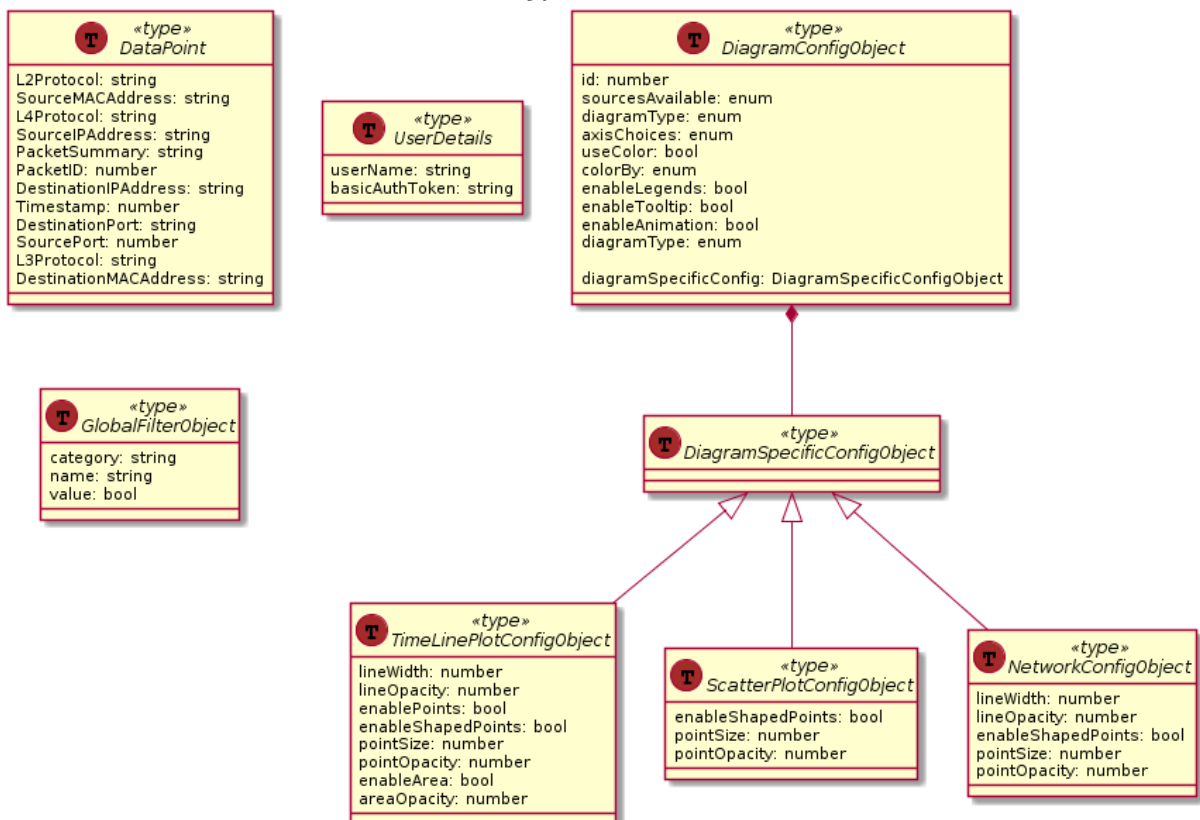 T
«type»
DataPoint
L2Protocol: string
SourceMACAddress: string
L4Protocol: string
SourceIPAddress: string
PacketSummary: string
PacketID: number
DestinationIPAddress: string
Timestamp: number
DestinationPort: string
SourcePort: number
L3Protocol: string
DestinationMACAddress: string
T
«type»
UserDetails
userName: string
basicAuthToken: string
T
«type»
DiagramConfigObject
id: number
sourcesAvailable: enum
diagramType: enum
axisChoices: enum
useColor: bool
colorBy: enum
enableLegends: bool
enableTooltip: bool
enableAnimation: bool
diagramType: enum
diagramSpecificConfig: DiagramSpecificConfigObject
T
«type»
GlobalFilterObject
category: string
name: string
value: bool
T
«type»
DiagramSpecificConfigObject
T
«type»
TimeLinePlotConfigObject
lineWidth: number
lineOpacity: number
enablePoints: bool
enableShapedPoints: bool
pointSize: number
pointOpacity: number
enableArea: bool
areaOpacity: number
T
«type»
ScatterPlotConfigObject
enableShapedPoints: bool
pointSize: number
pointOpacity: number
T
«type»
NetworkConfigObject
lineWidth: number
lineOpacity: number
enableShapedPoints: bool
pointSize: number
pointOpacity: number